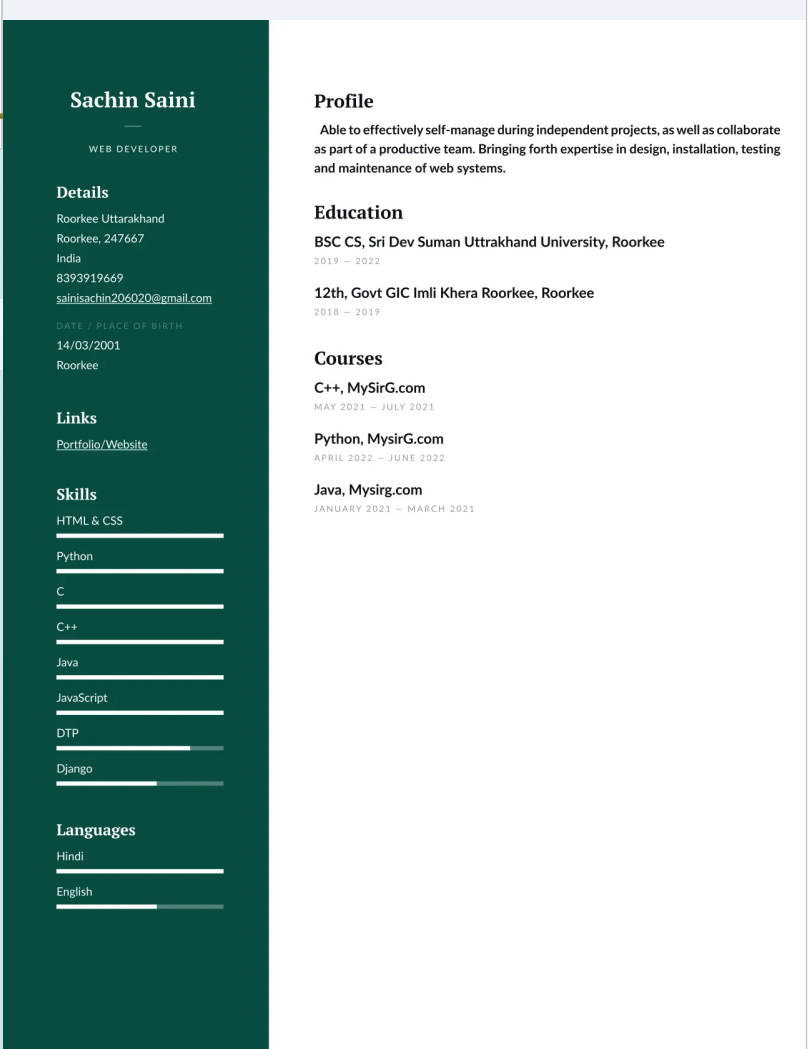 Sachin Saini
WEB DEVELOPER
Details
Roorkee Uttarakhand
Roorkee, 247667
India
8393919669
sainisachin206020@gmail.com
DATE / PLACE OF BIRTH
14/03/2001
Roorkee
Links
Portfolio/Website
Skills
HTML & CSS
Python
C
C++
Java
JavaScript
DTP
Django
Languages
Hindi
English
Profile
Able to effectively self-manage during independent projects, as well as collaborate
as part of a productive team. Bringing forth expertise in design, installation, testing
and maintenance of web systems.
Education
BSC CS, Sri Dev Suman Uttrakhand University, Roorkee
2019 — 2022
12th, Govt GIC Imli Khera Roorkee, Roorkee
2018 — 2019
Courses
C++, MySirG.com
MAY 2021 — JULY 2021
Python, MysirG.com
APRIL 2022 — JUNE 2022
Java, Mysirg.com
JANUARY 2021 — MARCH 2021